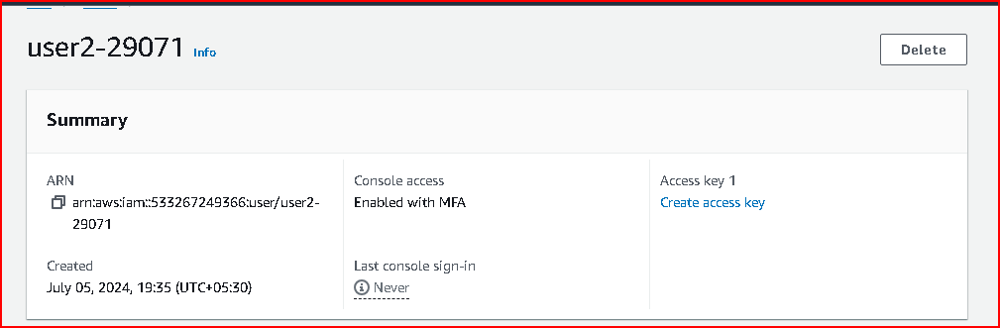 user2-29071 Info
Delete
Summary
ARN
arn:aws:iam::533267249366:user/user2-
29071
Created
July 05, 2024, 19:35 (UTC+05:30)
Console access
Enabled with MFA
Last console sign-in
Never
Access key 1
Create access key